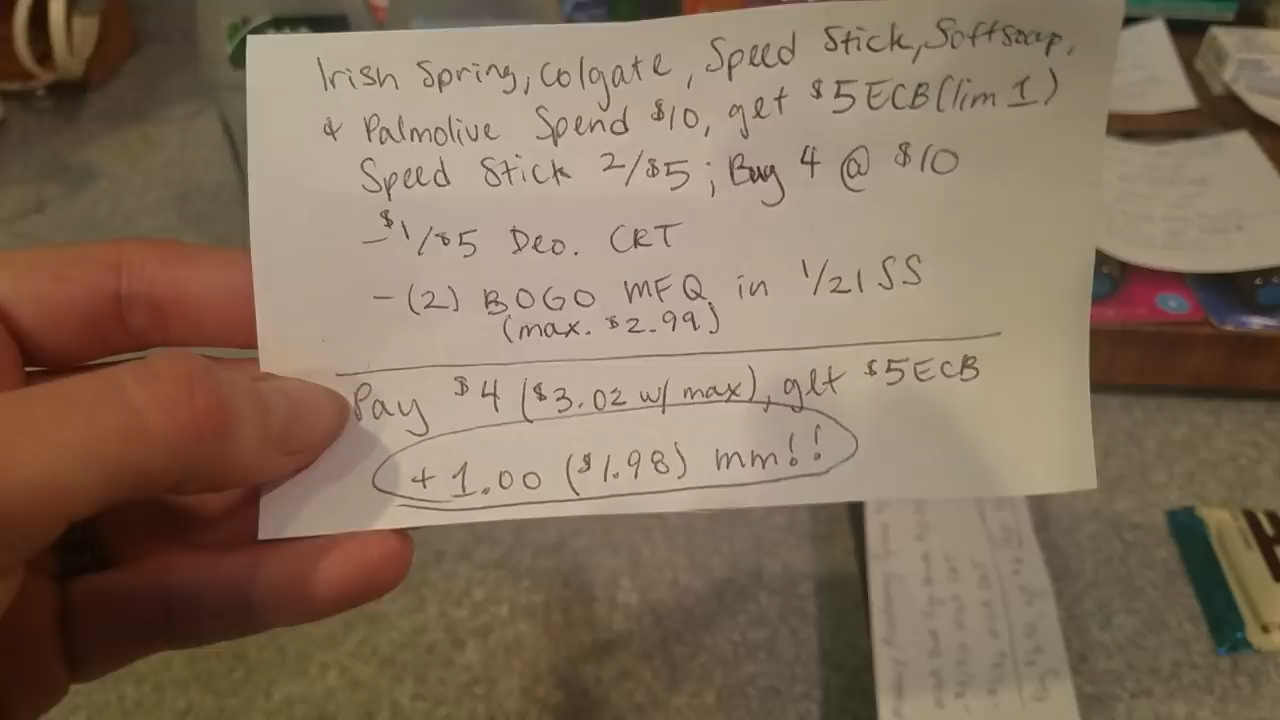 Irish Spring, Colgate, Speed Stick, Softsoap,
& Palmolive Spend $10, get $5 ECB (lim 1)
Speed Stick 2/$5; Buy 4 @ $10
- $1/$5 Deo. CRT
- (2) BOGO MFQ in 1/21 SS
(max. $2.99)
Pay $4 ($3.02 w/ max), get $5 ECB
+ 1.00 ($1.98) mm!!